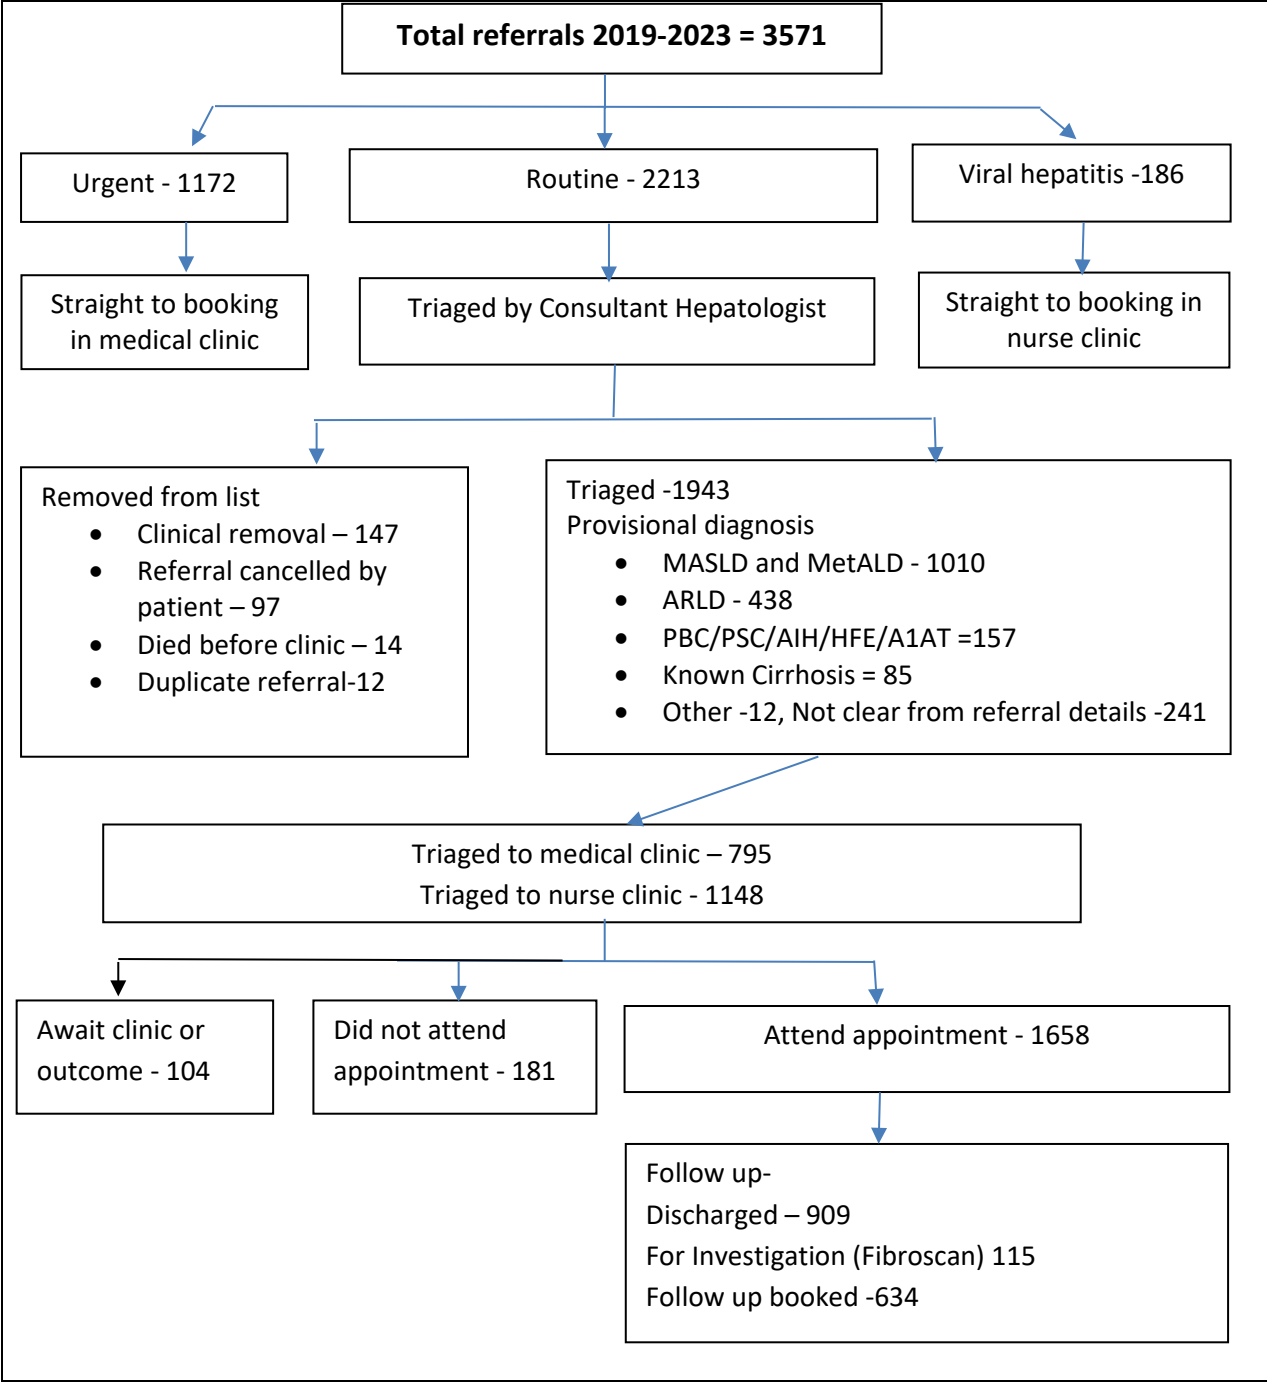 Total referrals 2019-2023 = 3571
Urgent - 1172
Routine - 2213
Viral hepatitis -186
Straight to booking
in medical clinic
Triaged by Consultant Hepatologist
Straight to booking in
nurse clinic
Removed from list
• Clinical removal – 147
• Referral cancelled by
patient – 97
• Died before clinic – 14
• Duplicate referral-12
Triaged -1943
Provisional diagnosis
• MASLD and MetALD - 1010
• ARLD - 438
• PBC/PSC/AIH/HFE/A1AT =157
• Known Cirrhosis = 85
• Other -12, Not clear from referral details -241
Triaged to medical clinic – 795
Triaged to nurse clinic - 1148
Await clinic or
outcome - 104
Did not attend
appointment - 181
Attend appointment - 1658
Follow up-
Discharged – 909
For Investigation (Fibroscan) 115
Follow up booked -634